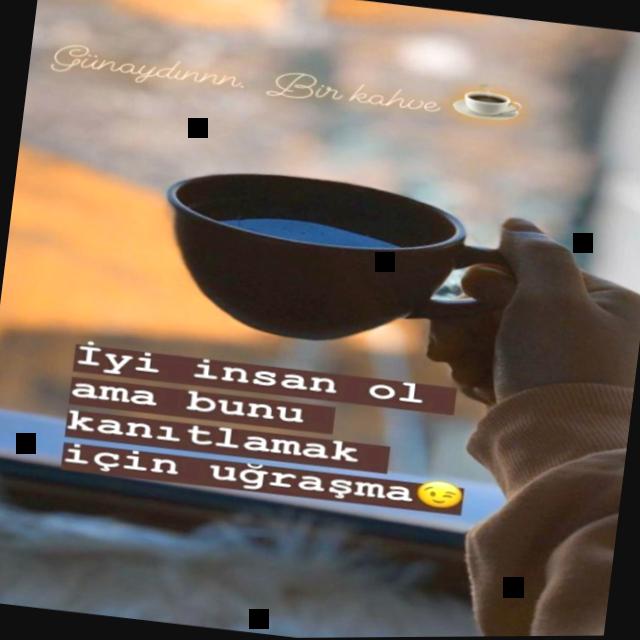 Günaydınnn. Bir kahve ☕
İyi insan ol
ama bunu
kanıtlamak
için uğraşma😉